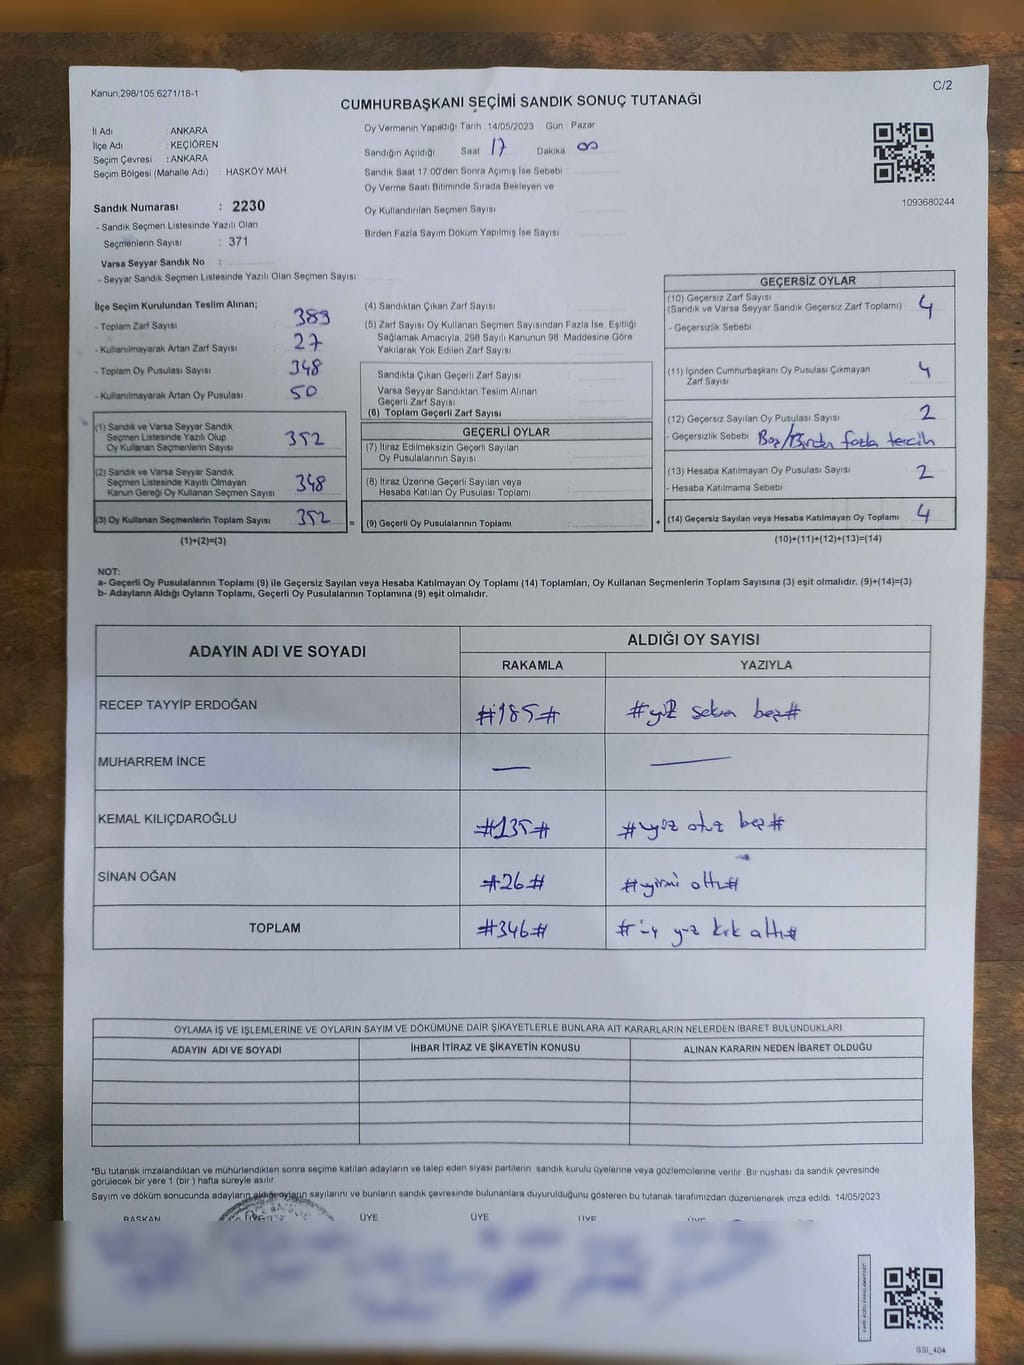 Kanun;298/105,6271/18-1
C/2
CUMHURBAŞKANI SEÇİMİ SANDIK SONUÇ TUTANAĞI
İl Adı : ANKARA
İlçe Adı : KEÇİÖREN
Seçim Çevresi : ANKARA
Seçim Bölgesi (Mahalle Adı) : HASKÖY MAH.
Sandık Numarası : 2230
- Sandık Seçmen Listesinde Yazılı Olan
Seçmenlerin Sayısı : 371
Varsa Seyyar Sandık No :
- Seyyar Sandık Seçmen Listesinde Yazılı Olan Seçmen Sayısı
Oy Vermenin Yapıldığı Tarih :14/05/2023 Gün : Pazar
Sandığın Açıldığı Saat 17 Dakika 00
Sandık Saat 17.00'den Sonra Açımış İse Sebebi
Oy Verme Saati Bitiminde Sırada Bekleyen ve
Oy Kullandırılan Seçmen Sayısı
Birden Fazla Sayım Döküm Yapılmış İse Sayısı
1093680244
İlçe Seçim Kurulundan Teslim Alınan;
- Toplam Zarf Sayısı 389
- Kullanılmayarak Artan Zarf Sayısı 27
- Toplam Oy Pusulası Sayısı 348
- Kullanılmayarak Artan Oy Pusulası 50
(1) Sandık ve Varsa Seyyar Sandık
Seçmen Listesinde Yazılı Olup
Oy Kullanan Seçmenlerin Sayısı 352
(2) Sandık ve Varsa Seyyar Sandık
Seçmen Listesinde Kayıtlı Olmayan
Kanun Gereği Oy Kullanan Seçmen Sayısı 348
(3) Oy Kullanan Seçmenlerin Toplam Sayısı 352 =
(1)+(2)=(3)
(4) Sandıktan Çıkan Zarf Sayısı
(5) Zarf Sayısı Oy Kullanan Seçmen Sayısından Fazla İse, Eşitliği
Sağlamak Amacıyla, 298 Sayılı Kanunun 98. Maddesine Göre
Yakılarak Yok Edilen Zarf Sayısı
Sandıkta Çıkan Geçerli Zarf Sayısı
Varsa Seyyar Sandıktan Teslim Alınan
Geçerli Zarf Sayısı
(6) Toplam Geçerli Zarf Sayısı
GEÇERLİ OYLAR
(7) İtiraz Edilmeksizin Geçerli Sayılan
Oy Pusulalarının Sayısı
(8) İtiraz Üzerine Geçerli Sayılan veya
Hesaba Katılan Oy Pusulası Toplamı
(9) Geçerli Oy Pusulalarının Toplamı +
GEÇERSİZ OYLAR
(10) Geçersiz Zarf Sayısı
(Sandık ve Varsa Seyyar Sandık Geçersiz Zarf Toplamı) 4
- Geçersizlik Sebebi
(11) İçinden Cumhurbaşkanı Oy Pusulası Çıkmayan
Zarf Sayısı 4
(12) Geçersiz Sayılan Oy Pusulası Sayısı 2
- Geçersizlik Sebebi Boş/Birden fazla tercih
(13) Hesaba Katılmayan Oy Pusulası Sayısı 2
- Hesaba Katılmama Sebebi
(14) Geçersiz Sayılan veya Hesaba Katılmayan Oy Toplamı 4
(10)+(11)+(12)+(13)=(14)
NOT:
a- Geçerli Oy Pusulalarının Toplamı (9) ile Geçersiz Sayılan veya Hesaba Katılmayan Oy Toplamı (14) Toplamları, Oy Kullanan Seçmenlerin Toplam Sayısına (3) eşit olmalıdır. (9)+(14)=(3)
b- Adayların Aldığı Oyların Toplamı, Geçerli Oy Pusulalarının Toplamına (9) eşit olmalıdır.
ADAYIN ADI VE SOYADI
ALDIĞI OY SAYISI
RAKAMLA YAZIYLA
RECEP TAYYİP ERDOĞAN #185# #yüz seksen beş#
MUHARREM İNCE — —
KEMAL KILIÇDAROĞLU #135# #yüz otuz beş#
SİNAN OĞAN #26# #yirmi altı#
TOPLAM #346# #üç yüz kırk altı#
OYLAMA İŞ VE İŞLEMLERİNE VE OYLARIN SAYIM VE DÖKÜMÜNE DAİR ŞİKAYETLERLE BUNLARA AİT KARARLARIN NELERDEN İBARET BULUNDUKLARI
ADAYIN ADI VE SOYADI İHBAR İTİRAZ VE ŞİKAYETİN KONUSU ALINAN KARARIN NEDEN İBARET OLDUĞU
*Bu tutanak imzalandıktan ve mühürlendikten sonra seçime katılan adayların ve talep eden siyasi partilerin sandık kurulu üyelerine veya gözlemcilerine verilir. Bir nüshası da sandık çevresinde
görülecek bir yere 1 (bir ) hafta süreyle asılır.
Sayım ve döküm sonucunda adayların aldığı oyların sayılarını ve bunların sandık çevresinde bulunanlara duyurulduğunu gösteren bu tutanak tarafımızdan düzenlenerek imza edildi. 14/05/2023
BAŞKAN ÜYE ÜYE ÜYE ÜYE
SSI_404